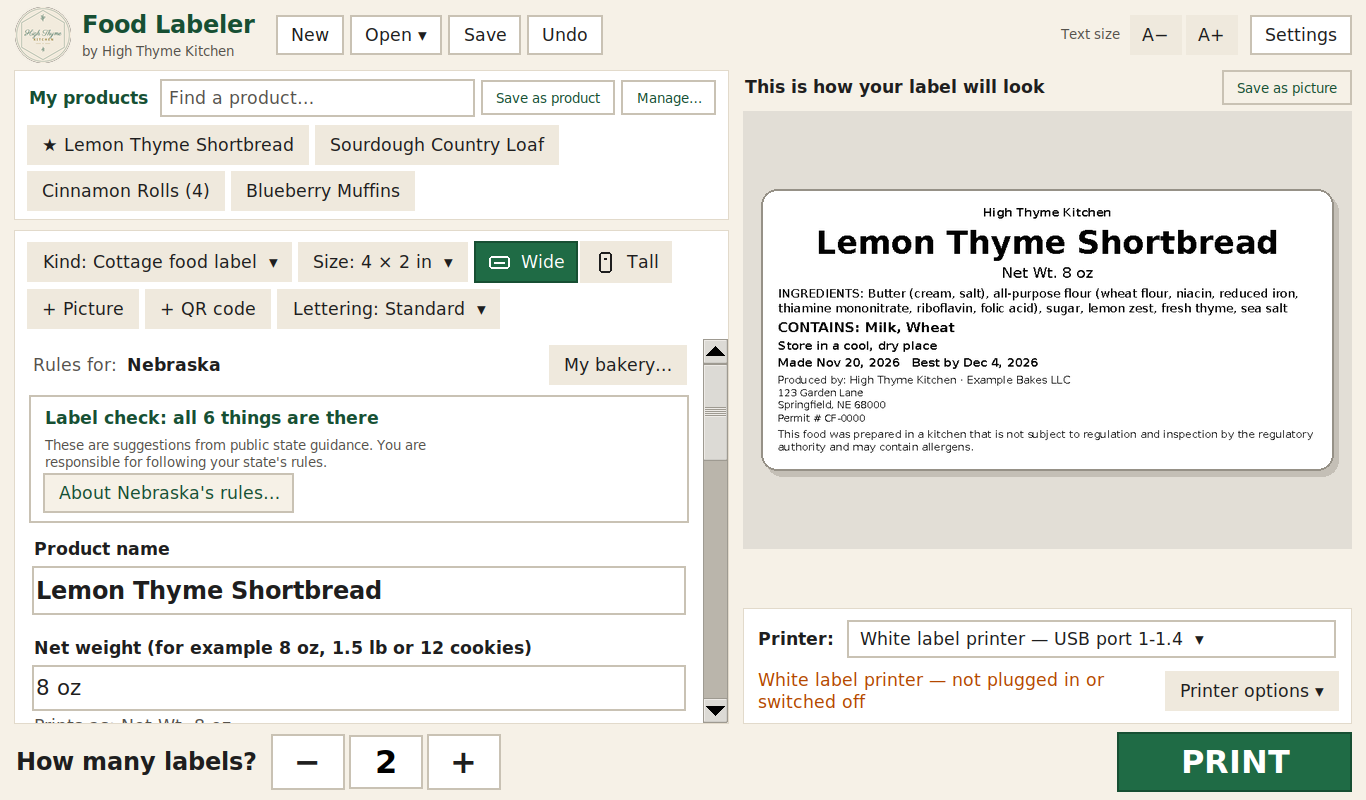 High Thyme
KITCHEN
Food Labeler
by High Thyme Kitchen
New
Open ▾
Save
Undo
Text size
A−
A+
Settings
My products
Find a product…
Save as product
Manage…
★ Lemon Thyme Shortbread
Sourdough Country Loaf
Cinnamon Rolls (4)
Blueberry Muffins
Kind: Cottage food label ▾
Size: 4 × 2 in ▾
Wide
Tall
+ Picture
+ QR code
Lettering: Standard ▾
Rules for: Nebraska
My bakery…
Label check: all 6 things are there
These are suggestions from public state guidance. You are
responsible for following your state's rules.
About Nebraska's rules…
Product name
Lemon Thyme Shortbread
Net weight (for example 8 oz, 1.5 lb or 12 cookies)
8 oz
Prints as: Net Wt. 8 oz
This is how your label will look
Save as picture
High Thyme Kitchen
Lemon Thyme Shortbread
Net Wt. 8 oz
INGREDIENTS: Butter (cream, salt), all-purpose flour (wheat flour, niacin, reduced iron,
thiamine mononitrate, riboflavin, folic acid), sugar, lemon zest, fresh thyme, sea salt
CONTAINS: Milk, Wheat
Store in a cool, dry place
Made Nov 20, 2026 Best by Dec 4, 2026
Produced by: High Thyme Kitchen · Example Bakes LLC
123 Garden Lane
Springfield, NE 68000
Permit # CF-0000
This food was prepared in a kitchen that is not subject to regulation and inspection by the regulatory
authority and may contain allergens.
Printer:
White label printer — USB port 1-1.4 ▾
White label printer — not plugged in or
switched off
Printer options ▾
How many labels?
−
2
+
PRINT